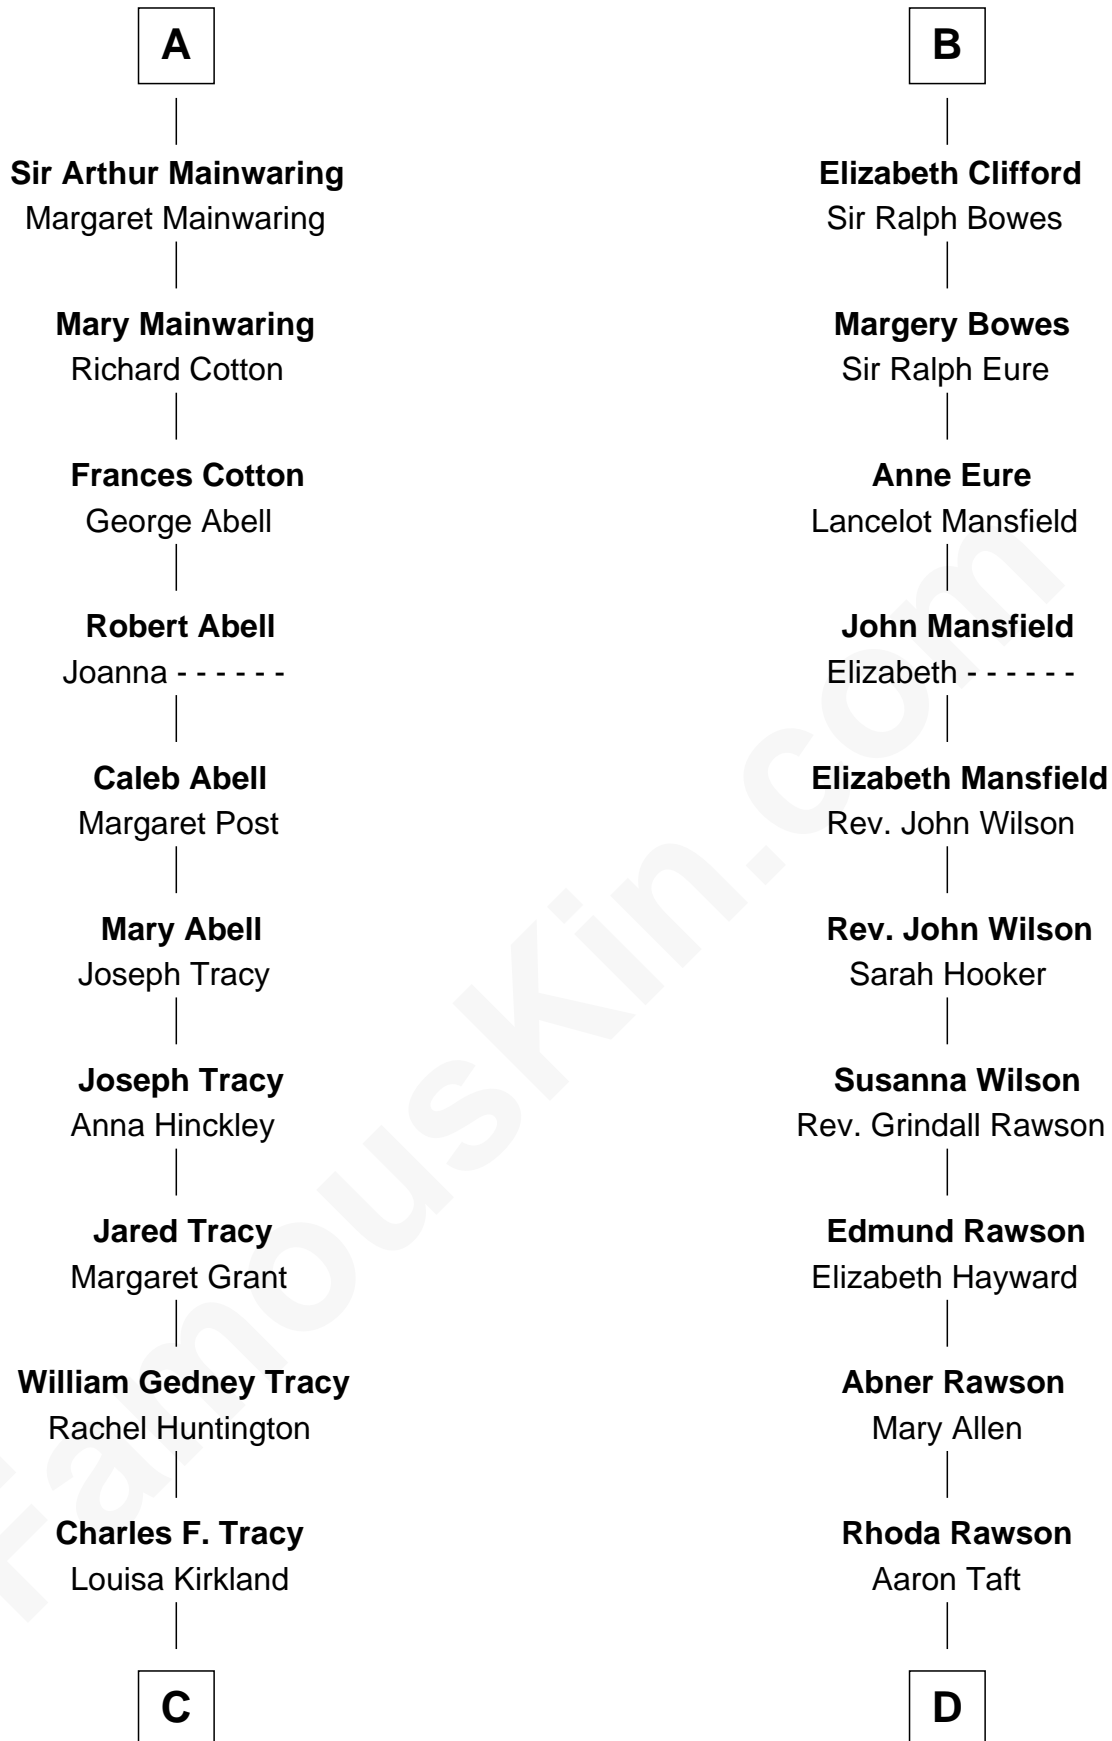 A
Sir Arthur Mainwaring
Margaret Mainwaring
Mary Mainwaring
Richard Cotton
Frances Cotton
George Abell
Robert Abell
Joanna - - - - - -
Caleb Abell
Margaret Post
Mary Abell
Joseph Tracy
Joseph Tracy
Anna Hinckley
Jared Tracy
Margaret Grant
William Gedney Tracy
Rachel Huntington
Charles F. Tracy
Louisa Kirkland
C
B
Elizabeth Clifford
Sir Ralph Bowes
Margery Bowes
Sir Ralph Eure
Anne Eure
Lancelot Mansfield
John Mansfield
Elizabeth - - - - - -
Elizabeth Mansfield
Rev. John Wilson
Rev. John Wilson
Sarah Hooker
Susanna Wilson
Rev. Grindall Rawson
Edmund Rawson
Elizabeth Hayward
Abner Rawson
Mary Allen
Rhoda Rawson
Aaron Taft
D
FamousKin.com